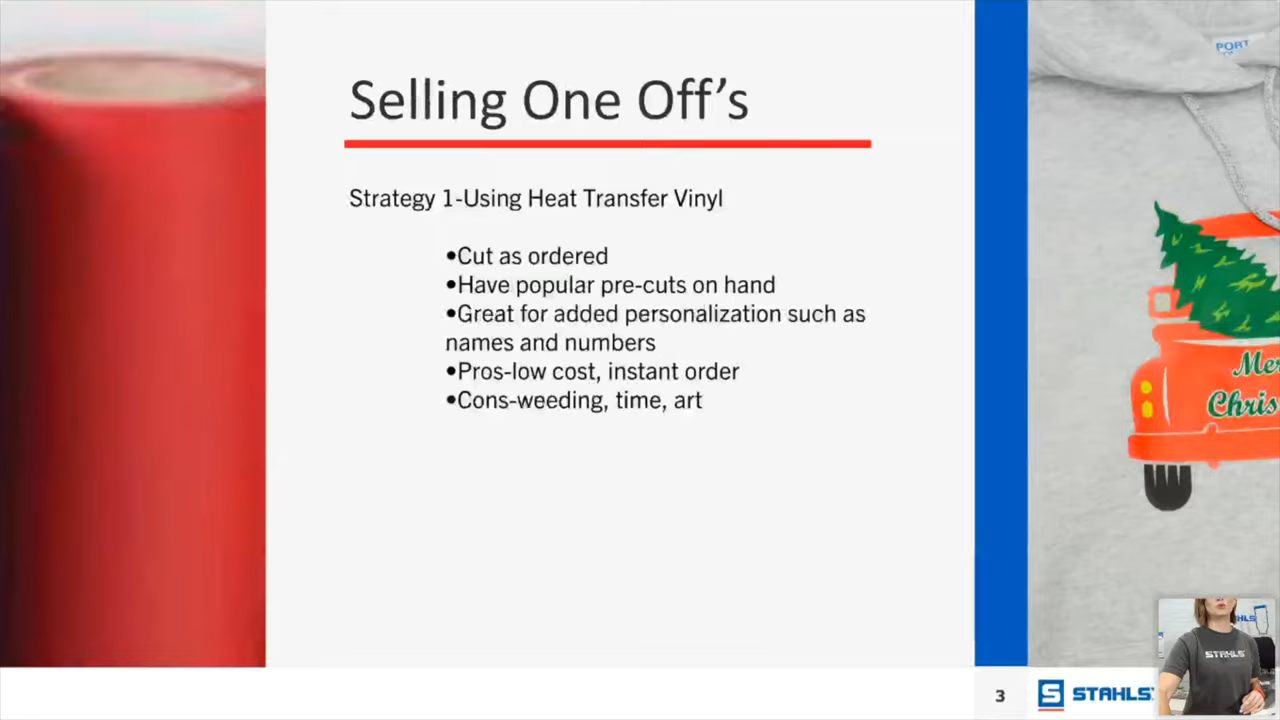 Selling One Off’s
Strategy 1-Using Heat Transfer Vinyl
•Cut as ordered
•Have popular pre-cuts on hand
•Great for added personalization such as
names and numbers
•Pros-low cost, instant order
•Cons-weeding, time, art
PORT
3
S STAHLS'
STAHLS'
HLS